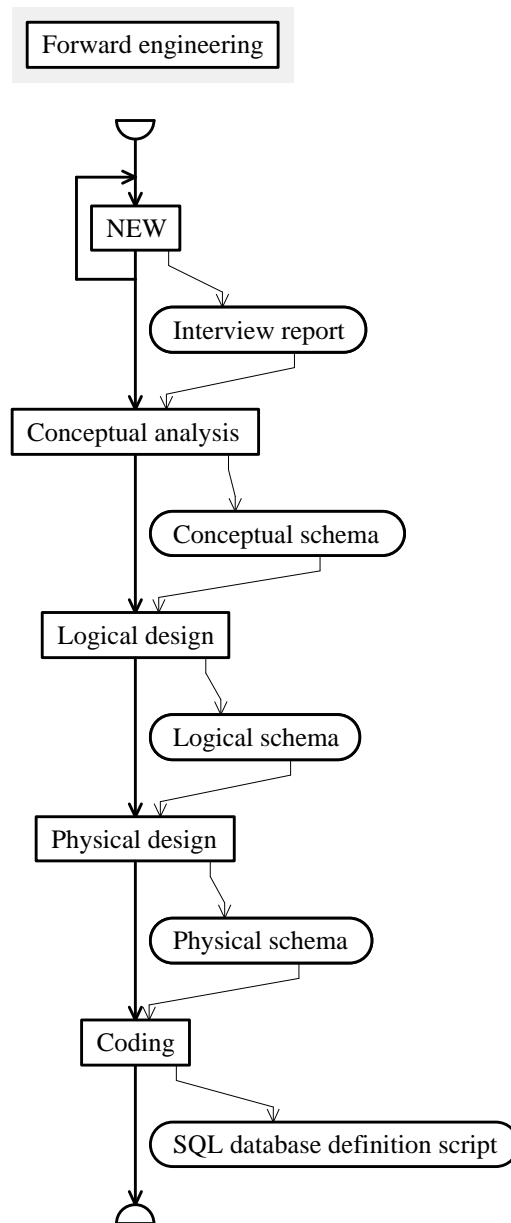 Forward engineering
NEW
Interview report
Conceptual analysis
Conceptual schema
Logical design
Logical schema
Physical design
Physical schema
Coding
SQL database definition script